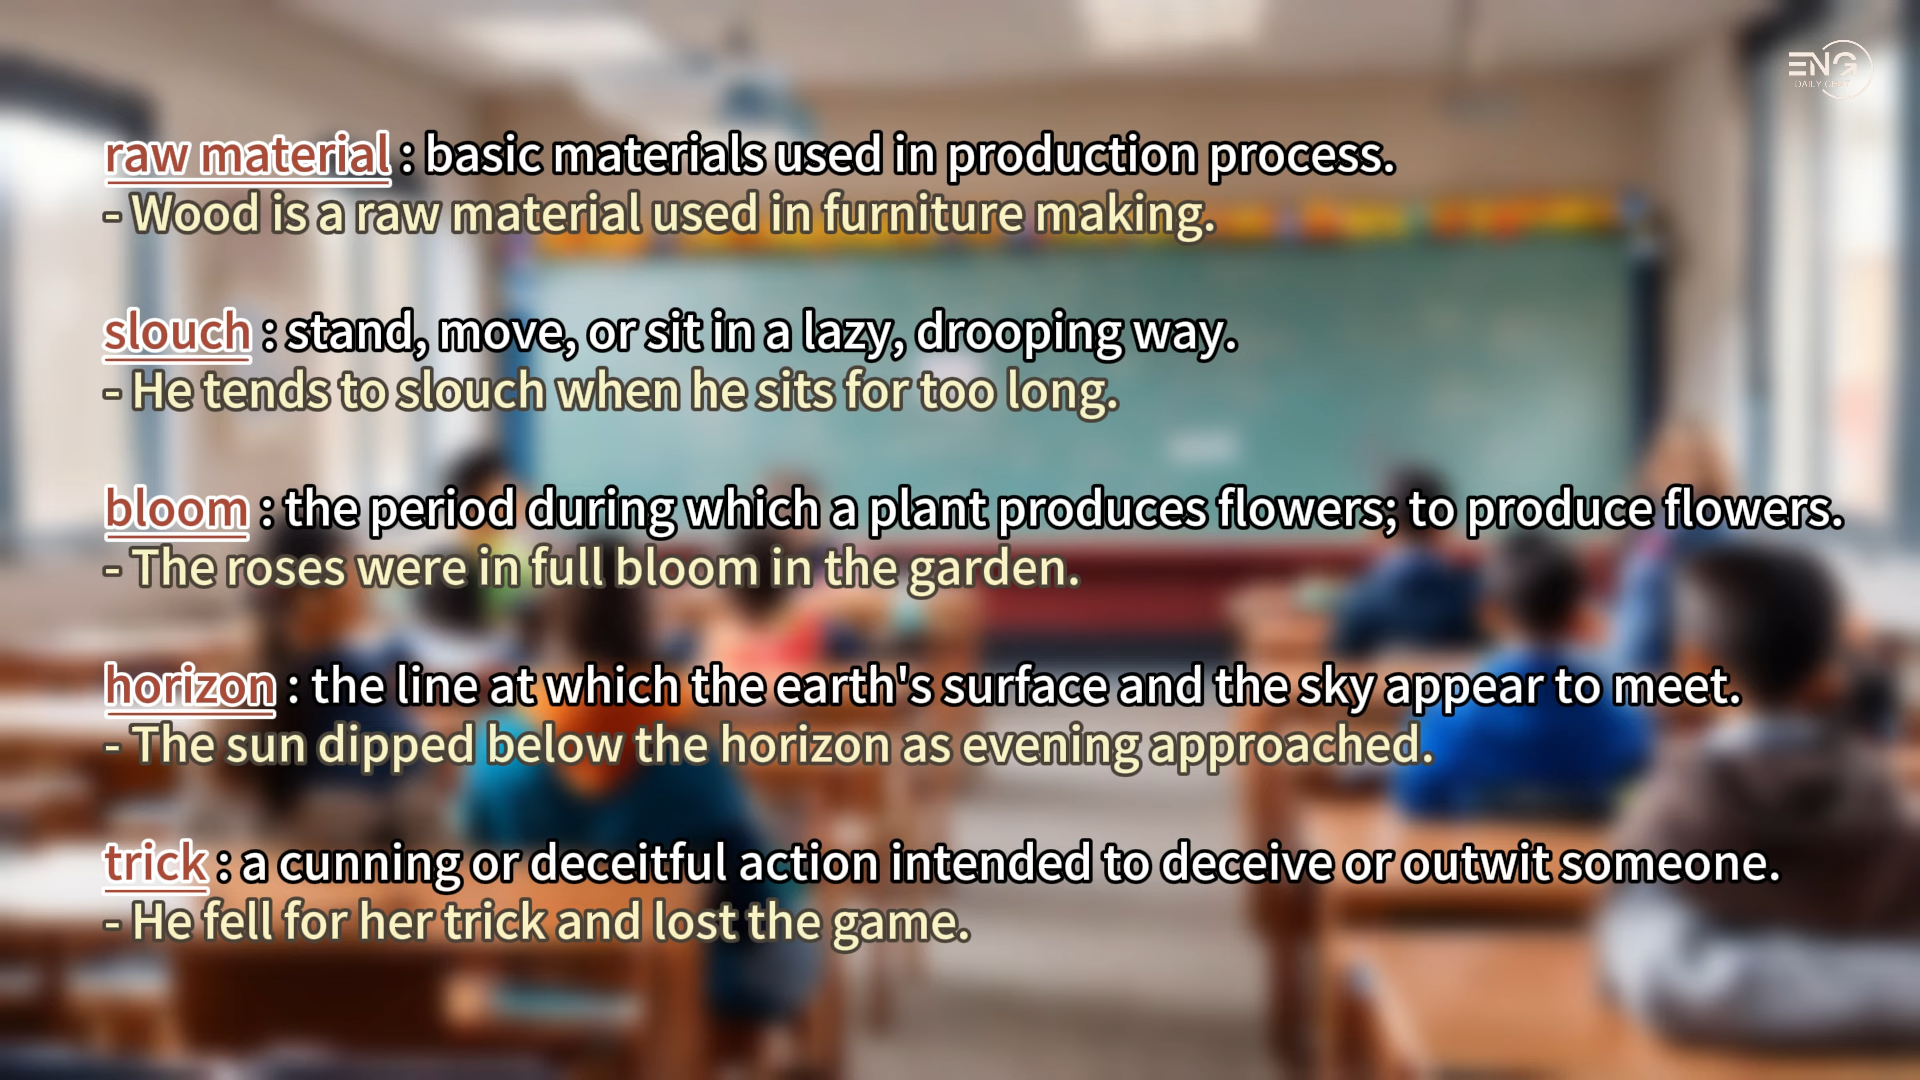 ENG
DAILY
raw material : basic materials used in production process.
- Wood is a raw material used in furniture making.
slouch : stand, move, or sit in a lazy, drooping way.
- He tends to slouch when he sits for too long.
bloom : the period during which a plant produces flowers; to produce flowers.
- The roses were in full bloom in the garden.
horizon : the line at which the earth's surface and the sky appear to meet.
- The sun dipped below the horizon as evening approached.
trick : a cunning or deceitful action intended to deceive or outwit someone.
- He fell for her trick and lost the game.